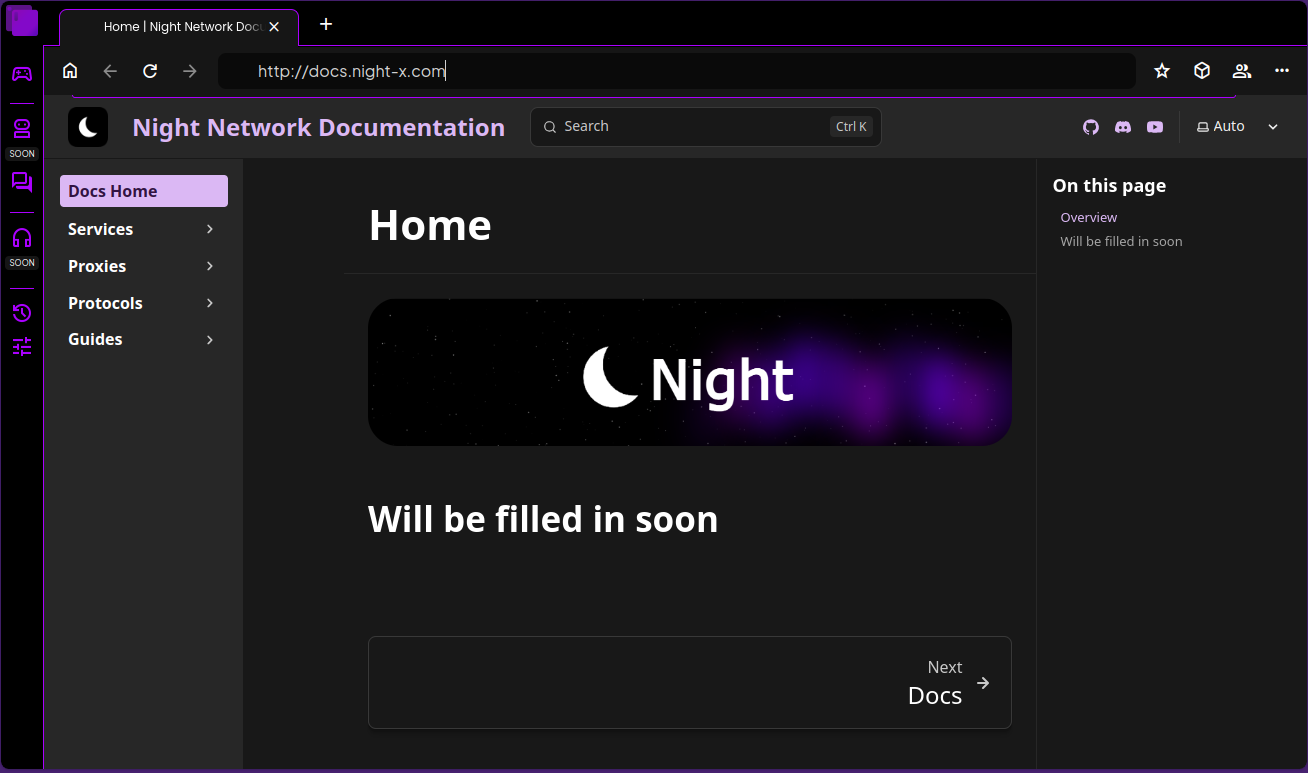 Home | Night Network Docu
http://docs.night-x.com
SOON
SOON
Night Network Documentation
Search
Ctrl K
Auto
Docs Home
Services
Proxies
Protocols
Guides
Home
Night
Will be filled in soon
Next
Docs
On this page
Overview
Will be filled in soon